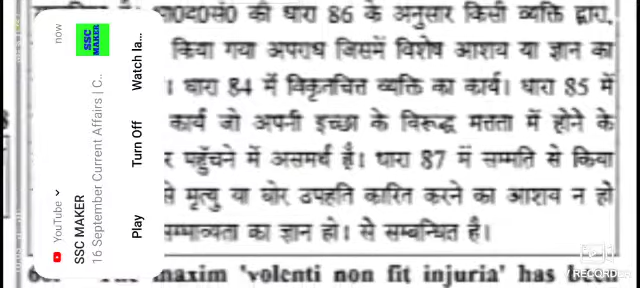 भा0द0सं0 की धारा 86 के अनुसार किसी व्यक्ति द्वारा,
किया गया अपराध जिसमें विशेष आशय या ज्ञान का
। धारा 84 में विकृतचित्त व्यक्ति का कार्य। धारा 85 में
कार्य जो अपनी इच्छा के विरूद्ध मत्तता में होने के
पहुँचने में असमर्थ है। धारा 87 में सम्मति से किया
से मृत्यु या घोर उपहति कारित करने का आशय न हो
सम्भाव्यता का ज्ञान हो। से सम्बन्धित है।
maxim 'volenti non fit injuria' has been
YouTube
now
SSC MAKER
16 September Current Affairs | C..
SSC
MAKER
Play
Turn Off
Watch la...
RECORDER